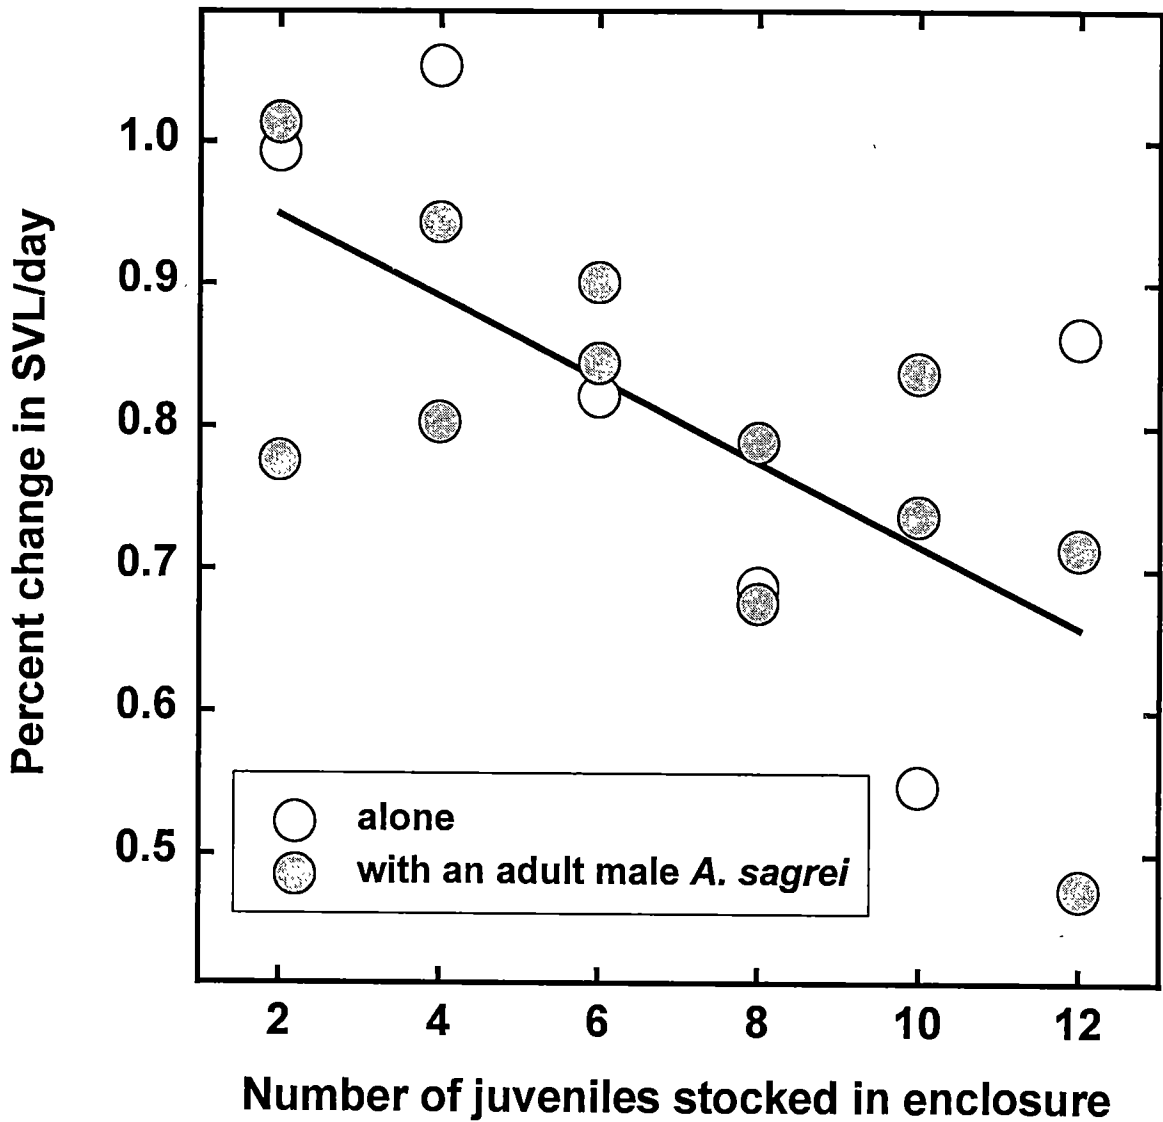 Percent change in SVL/day
1.0
0.9
0.8
0.7
0.6
0.5
alone
with an adult male A. sagrei
2 4 6 8 10 12
Number of juveniles stocked in enclosure